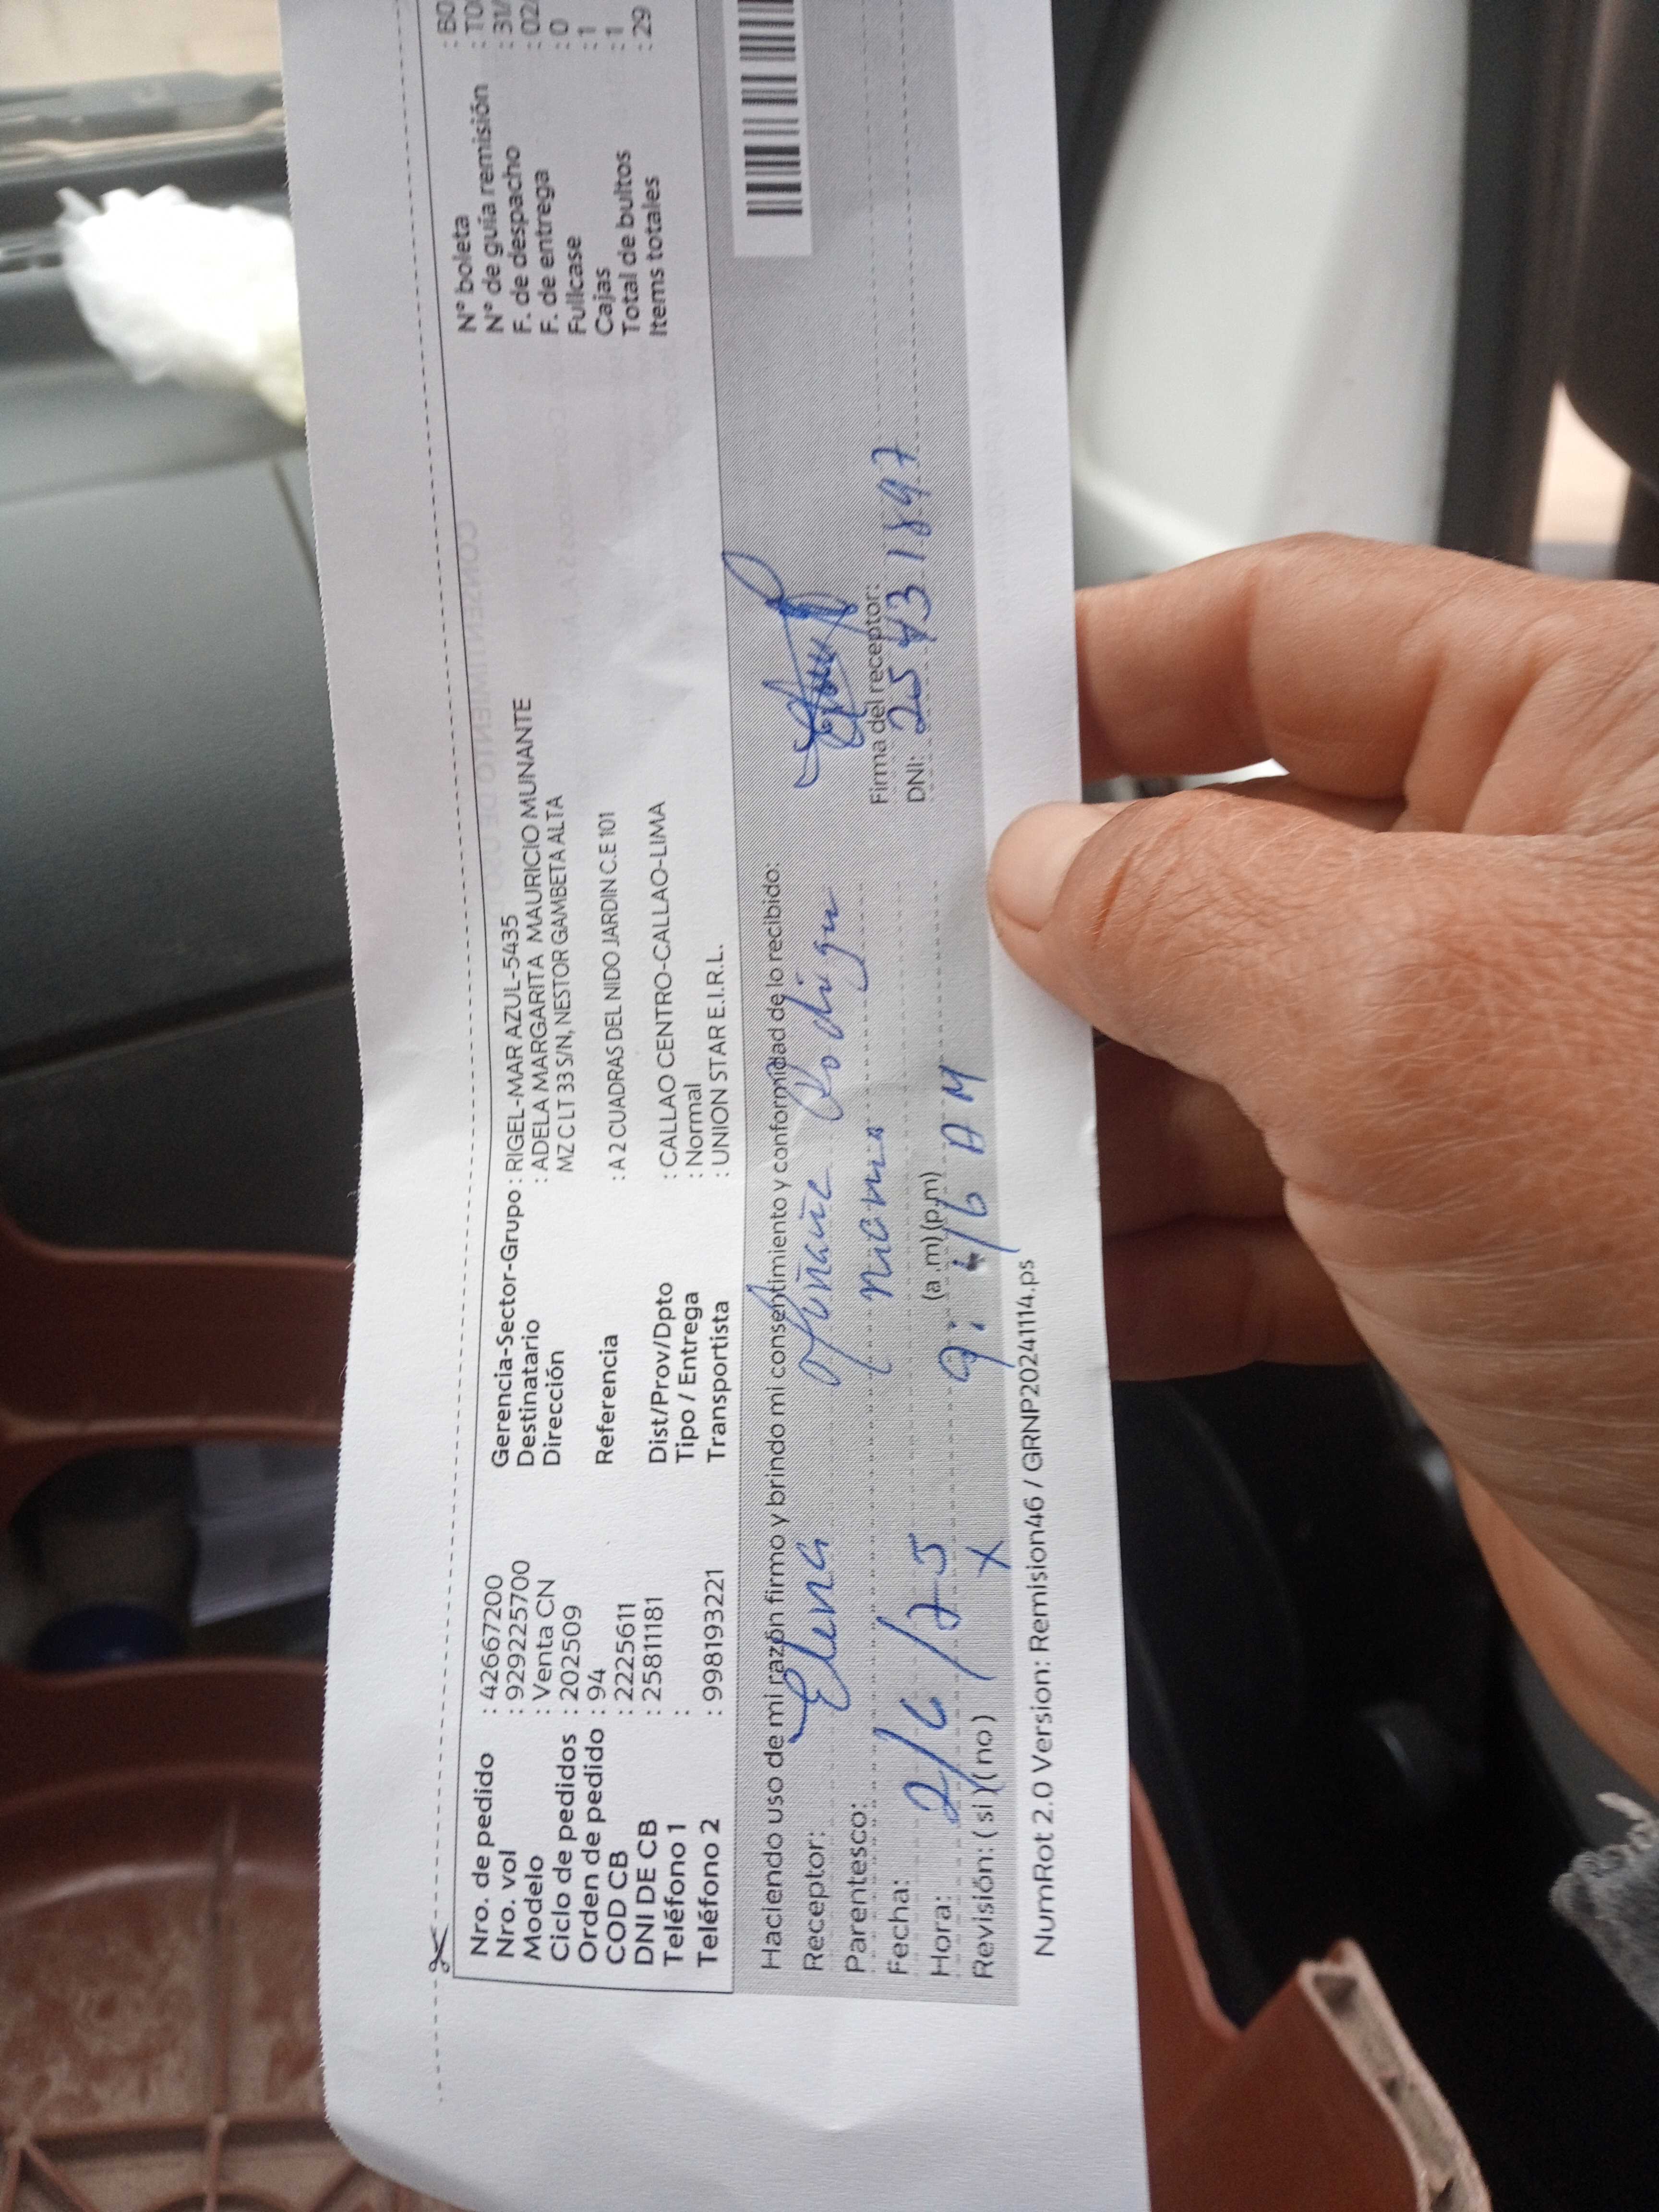 Nro. de pedido : 42667200
Nro. vol : 9292225700
Modelo : Venta CN
Ciclo de pedidos : 202509
Orden de pedido : 94
COD CB : 2225611
DNI DE CB : 25811181
Teléfono 1 :
Teléfono 2 : 998193221
Gerencia-Sector-Grupo : RIGEL-MAR AZUL-5435
Destinatario : ADELA MARGARITA MAURICIO MUNANTE
Dirección MZ C LT 33 S/N, NESTOR GAMBETA ALTA
Referencia : A 2 CUADRAS DEL NIDO JARDIN C.E 101
Dist/Prov/Dpto : CALLAO CENTRO-CALLAO-LIMA
Tipo / Entrega : Normal
Transportista : UNION STAR E.I.R.L.
N° boleta : B0
N° de guía remisión : T00
F. de despacho : 31/
F. de entrega : 02/
Fullcase : 0
Cajas : 1
Total de bultos : 1
Items totales : 29
Haciendo uso de mi razón firmo y brindo mi consentimiento y conformidad de lo recibido:
Receptor: Elena
Parentesco:
Fecha: 2/6/25
Hora: (a.m)(p.m) 9: AM
Revisión: (si)(no) X
Firma del receptor:
DNI: 25431897
NumRot 2.0 Version: Remision46 / GRNP20241114.ps